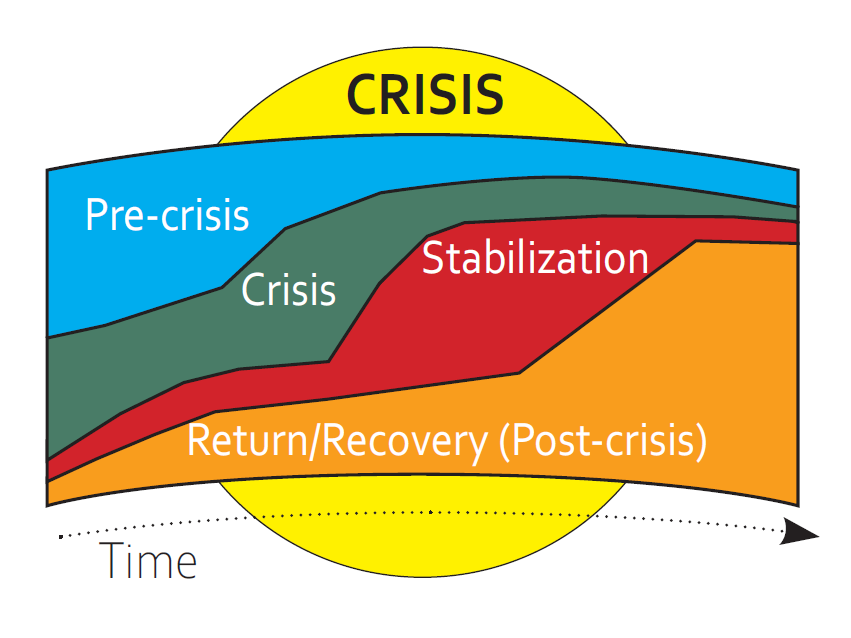 CRISIS
Pre-crisis
Crisis
Stabilization
Return/Recovery (Post-crisis)
Time